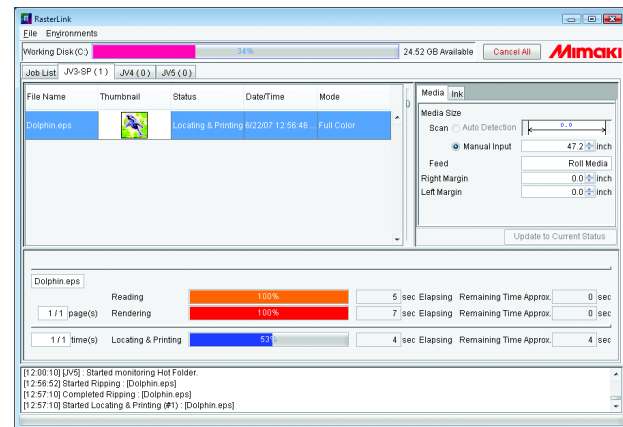 RasterLink
File Environments
Working Disk(C:) 34% 24.52 GB Available Cancel All Mimaki
Job List JV3-SP ( 1 ) JV4 ( 0 ) JV5 ( 0 )
File Name Thumbnail Status Date/Time Mode
Dolphin.eps Locating & Printing 6/22/07 12:56:46 ... Full Color
Media Ink
Media Size
Scan Auto Detection 0.0
Manual Input 47.2 inch
Feed Roll Media
Right Margin 0.0 inch
Left Margin 0.0 inch
Update to Current Status
Dolphin.eps
Reading 100% 5 sec Elapsing Remaining Time Approx. 0 sec
1 / 1 page(s) Rendering 100% 7 sec Elapsing Remaining Time Approx. 0 sec
1 / 1 time(s) Locating & Printing 53% 4 sec Elapsing Remaining Time Approx. 4 sec
[12:00:10] [JV5] : Started monitoring Hot Folder.
[12:56:52] Started Ripping : [Dolphin.eps]
[12:57:10] Completed Ripping : [Dolphin.eps]
[12:57:10] Started Locating & Printing (#1) : [Dolphin.eps]